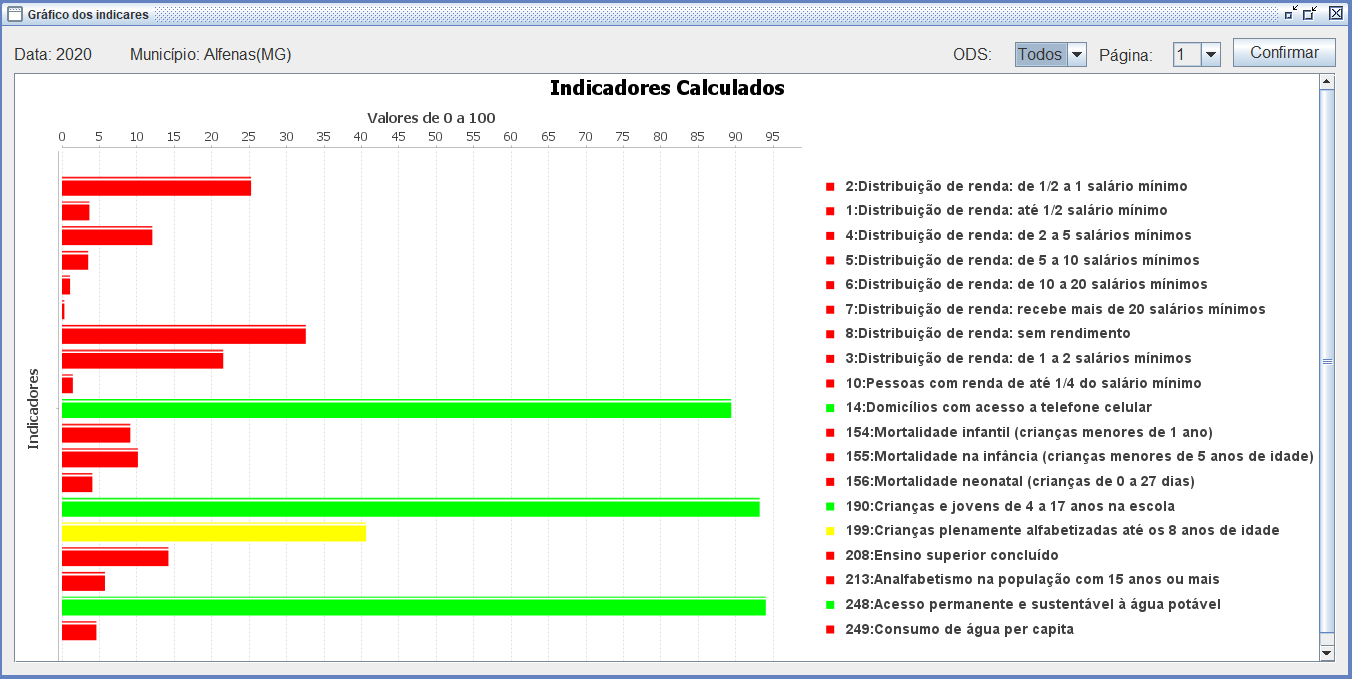 Gráfico dos indicares
Data: 2020 Município: Alfenas(MG) ODS: Todos Página: 1 Confirmar
Indicadores Calculados
Valores de 0 a 100
0 5 10 15 20 25 30 35 40 45 50 55 60 65 70 75 80 85 90 95
Indicadores
2:Distribuição de renda: de 1/2 a 1 salário mínimo
1:Distribuição de renda: até 1/2 salário mínimo
4:Distribuição de renda: de 2 a 5 salários mínimos
5:Distribuição de renda: de 5 a 10 salários mínimos
6:Distribuição de renda: de 10 a 20 salários mínimos
7:Distribuição de renda: recebe mais de 20 salários mínimos
8:Distribuição de renda: sem rendimento
3:Distribuição de renda: de 1 a 2 salários mínimos
10:Pessoas com renda de até 1/4 do salário mínimo
14:Domicílios com acesso a telefone celular
154:Mortalidade infantil (crianças menores de 1 ano)
155:Mortalidade na infância (crianças menores de 5 anos de idade)
156:Mortalidade neonatal (crianças de 0 a 27 dias)
190:Crianças e jovens de 4 a 17 anos na escola
199:Crianças plenamente alfabetizadas até os 8 anos de idade
208:Ensino superior concluído
213:Analfabetismo na população com 15 anos ou mais
248:Acesso permanente e sustentável à água potável
249:Consumo de água per capita